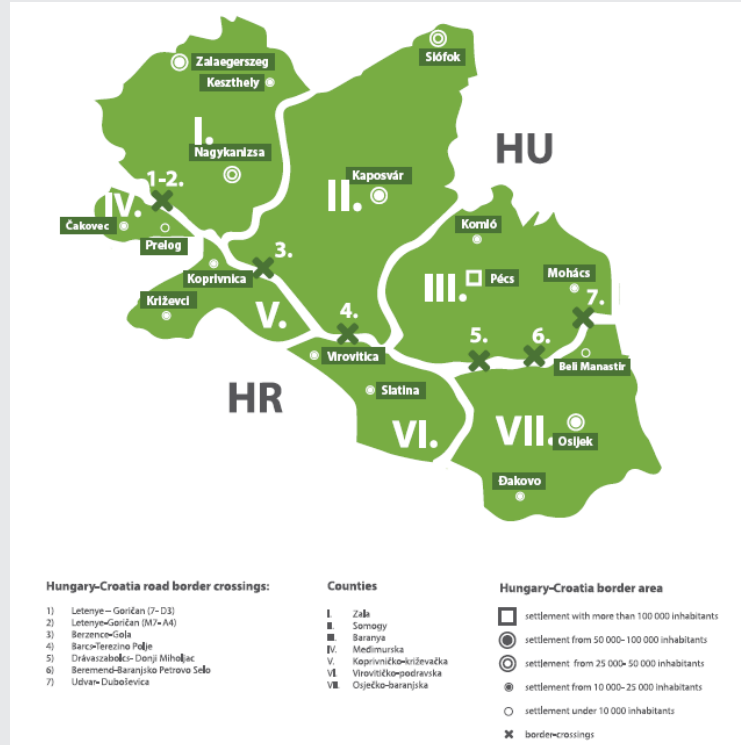 Siófok
Zalaegerszeg
Keszthely
I.
Nagykanizsa
HU
1-2.
II.
Kaposvár
IV.
Čakovec
Prelog
Komló
3.
Koprivnica
III.
Pécs
Mohács
Križevci
V.
4.
7.
5.
6.
Virovitica
Beli Manastir
HR
Slatina
VI.
VII.
Osijek
Đakovo
Hungary-Croatia road border crossings:
1) Letenye – Goričan (7- D3)
2) Letenye-Goričan (M7- A4)
3) Berzence-Gola
4) Barcs-Terezino Polje
5) Drávaszabolcs- Donji Miholjac
6) Beremend-Baranjsko Petrovo Selo
7) Udvar- Duboševica
Counties
I. Zala
II. Somogy
III. Baranya
IV. Međimurska
V. Koprivničko-križevačka
VI. Virovitičko-podravska
VII. Osječko-baranjska
Hungary-Croatia border area
settlement with more than 100 000 inhabitants
settlement from 50 000-100 000 inhabitants
settlement from 25 000- 50 000 inhabitants
settlement from 10 000-25 000 inhabitants
settlement under 10 000 inhabitants
border-crossings